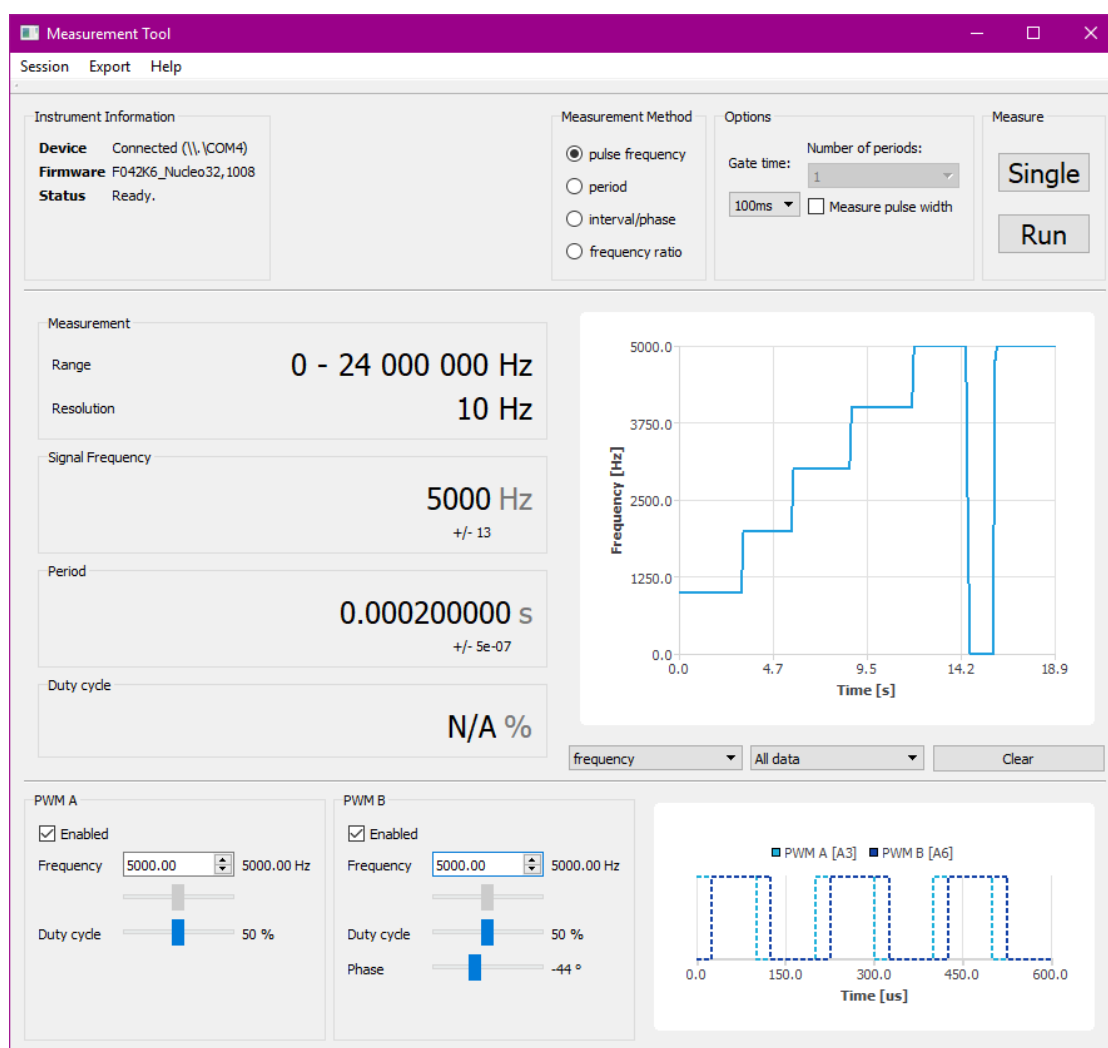 Measurement Tool
Session Export Help
Instrument Information
Device Connected (\\.\COM4)
Firmware F042K6_Nucleo32,1008
Status Ready.
Measurement Method
pulse frequency
period
interval/phase
frequency ratio
Options
Gate time:
100ms
Number of periods:
1
Measure pulse width
Measure
Single
Run
Measurement
Range 0 - 24 000 000 Hz
Resolution 10 Hz
Signal Frequency
5000 Hz
+/- 13
Period
0.000200000 s
+/- 5e-07
Duty cycle
N/A %
Frequency [Hz]
5000.0
3750.0
2500.0
1250.0
0.0
0.0 4.7 9.5 14.2 18.9
Time [s]
frequency All data Clear
PWM A
Enabled
Frequency 5000.00 5000.00 Hz
Duty cycle 50 %
PWM B
Enabled
Frequency 5000.00 5000.00 Hz
Duty cycle 50 %
Phase -44 °
PWM A [A3] PWM B [A6]
0.0 150.0 300.0 450.0 600.0
Time [us]